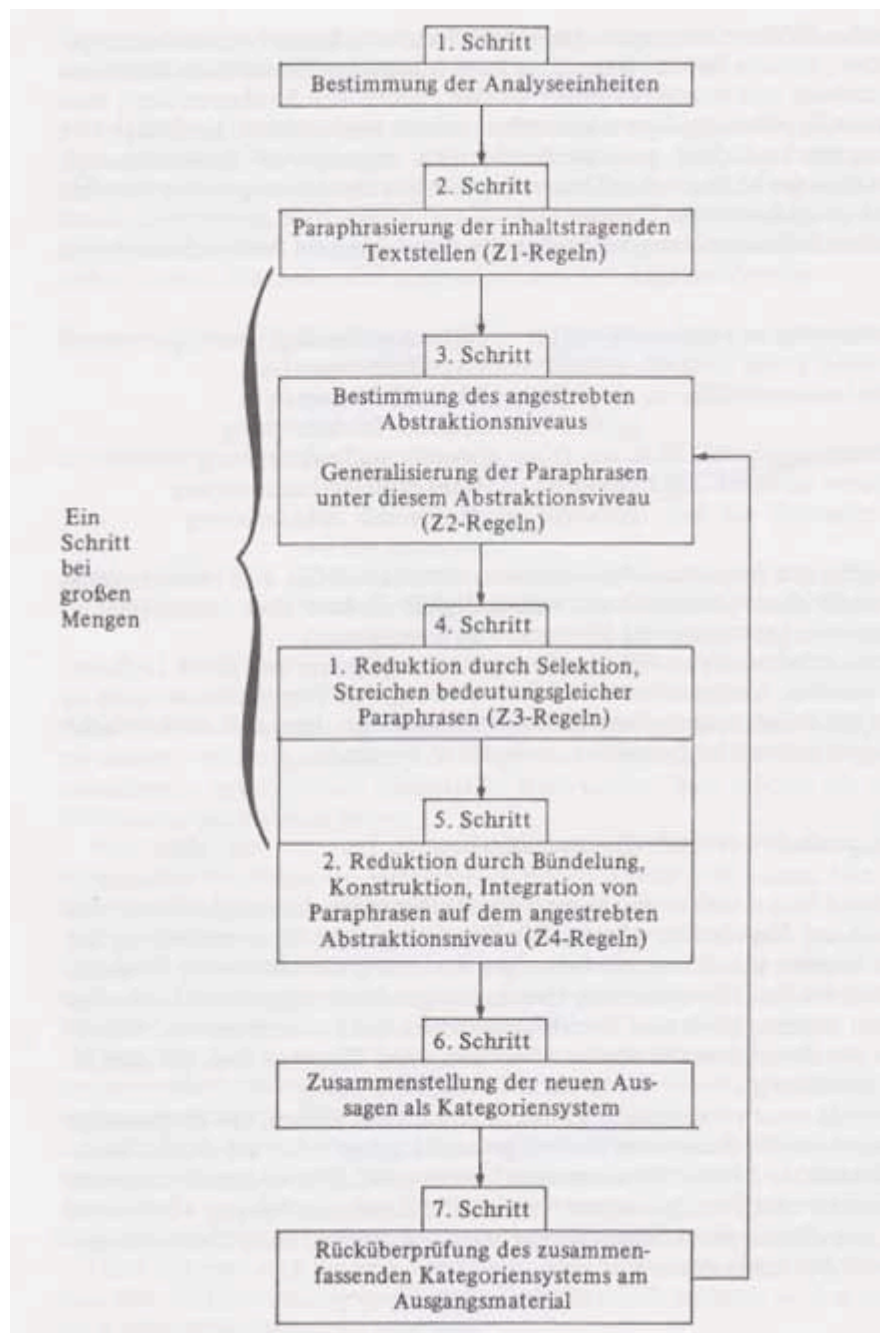 1. Schritt
Bestimmung der Analyseeinheiten
2. Schritt
Paraphrasierung der inhaltstragenden
Textstellen (Z1-Regeln)
3. Schritt
Bestimmung des angestrebten
Abstraktionsniveaus
Generalisierung der Paraphrasen
unter diesem Abstraktionsviveau
(Z2-Regeln)
Ein
Schritt
bei
großen
Mengen
4. Schritt
1. Reduktion durch Selektion,
Streichen bedeutungsgleicher
Paraphrasen (Z3-Regeln)
5. Schritt
2. Reduktion durch Bündelung,
Konstruktion, Integration von
Paraphrasen auf dem angestrebten
Abstraktionsniveau (Z4-Regeln)
6. Schritt
Zusammenstellung der neuen Aus-
sagen als Kategoriensystem
7. Schritt
Rücküberprüfung des zusammen-
fassenden Kategoriensystems am
Ausgangsmaterial